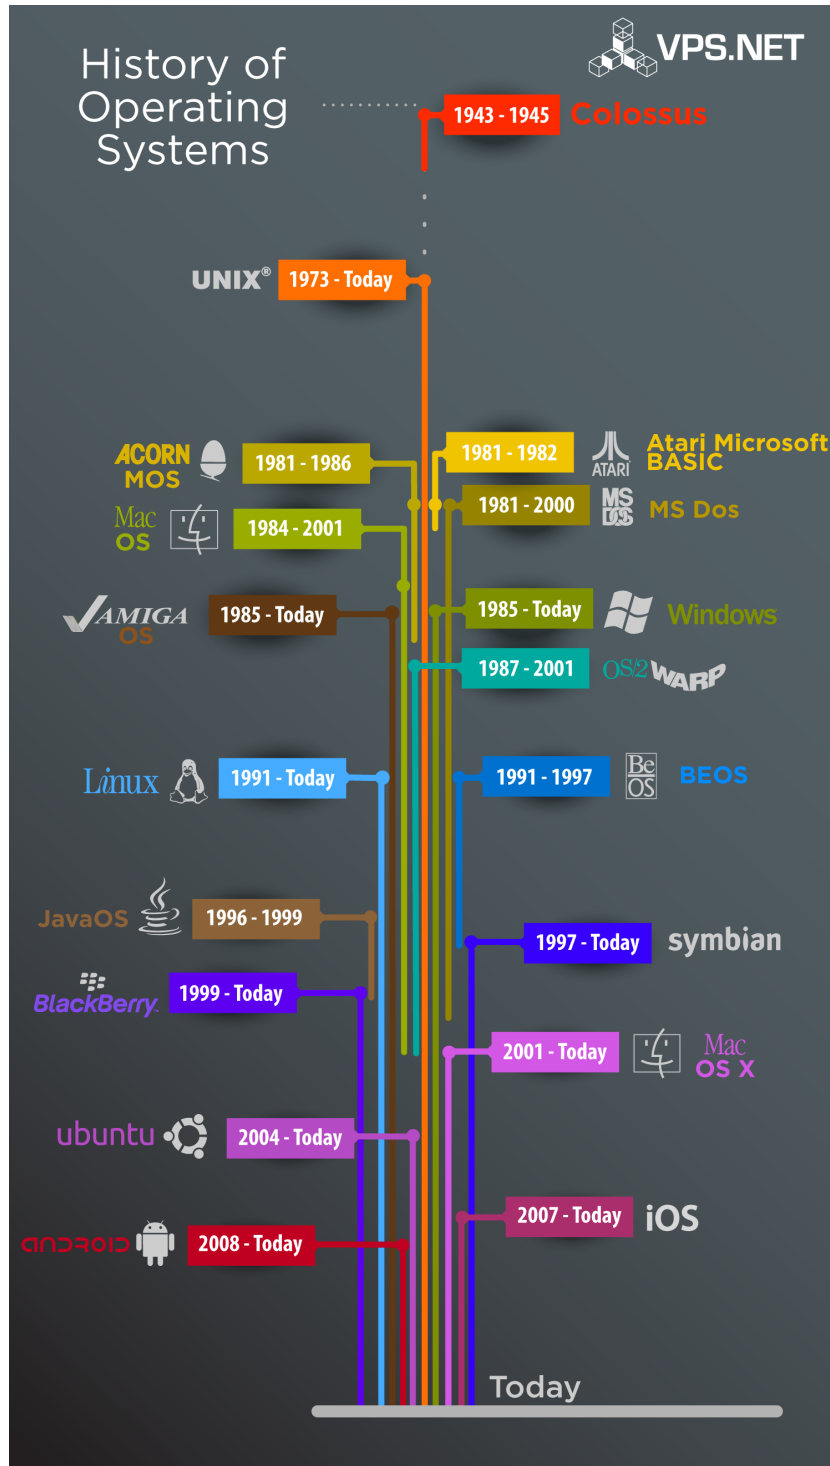 History of
Operating
Systems
VPS.NET
1943 - 1945
Colossus
UNIX®
1973 - Today
ACORN
MOS
1981 - 1986
1981 - 1982
ATARI
Atari Microsoft
BASIC
Mac
OS
1984 - 2001
1981 - 2000
MS
DOS
MS Dos
AMIGA
OS
1985 - Today
1985 - Today
Windows
1987 - 2001
OS/2 WARP
Linux
1991 - Today
1991 - 1997
Be
OS
BEOS
JavaOS
1996 - 1999
1997 - Today
symbian
BlackBerry
1999 - Today
2001 - Today
Mac
OS X
ubuntu
2004 - Today
2007 - Today
iOS
ANDROID
2008 - Today
Today